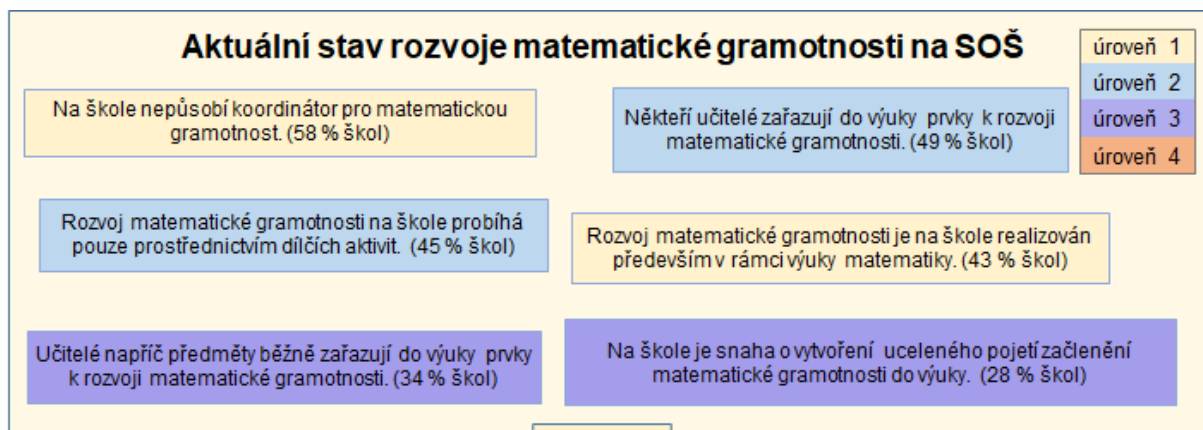 Aktuální stav rozvoje matematické gramotnosti na SOŠ
úroveň 1
úroveň 2
úroveň 3
úroveň 4
Na škole nepůsobí koordinátor pro matematickou
gramotnost. (58 % škol)
Někteří učitelé zařazují do výuky prvky k rozvoji
matematické gramotnosti. (49 % škol)
Rozvoj matematické gramotnosti na škole probíhá
pouze prostřednictvím dílčích aktivit. (45 % škol)
Rozvoj matematické gramotnosti je na škole realizován
především v rámci výuky matematiky. (43 % škol)
Učitelé napříč předměty běžně zařazují do výuky prvky
k rozvoji matematické gramotnosti. (34 % škol)
Na škole je snaha o vytvoření uceleného pojetí začlenění
matematické gramotnosti do výuky. (28 % škol)